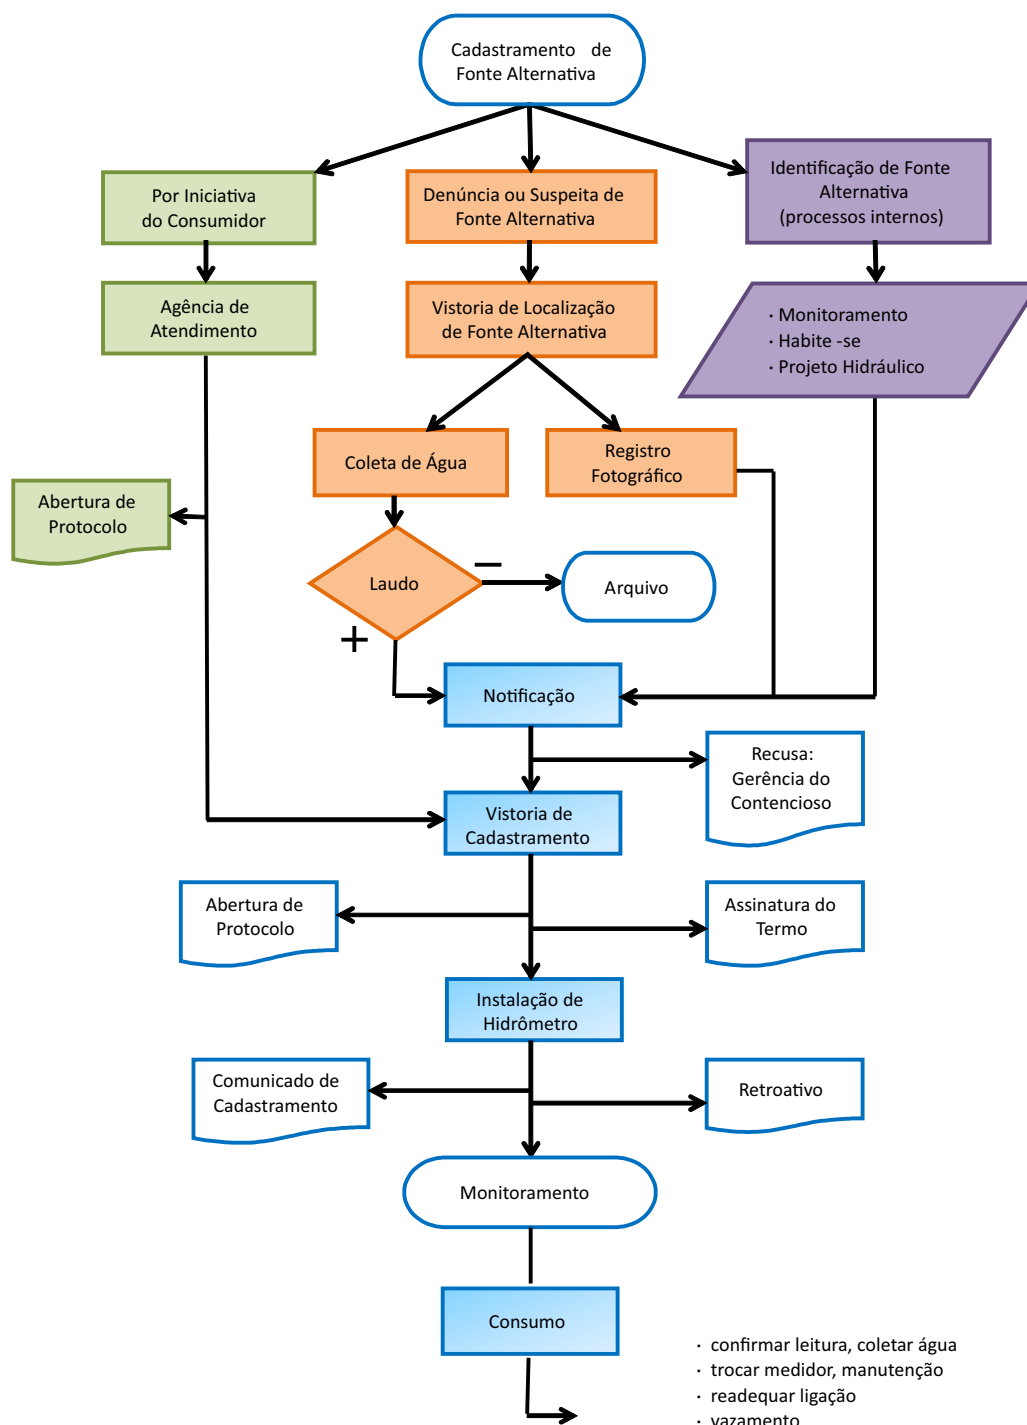 Cadastramento de
Fonte Alternativa
Por Iniciativa
do Consumidor
Denúncia ou Suspeita de
Fonte Alternativa
Identificação de Fonte
Alternativa
(processos internos)
Agência de
Atendimento
Vistoria de Localização
de Fonte Alternativa
· Monitoramento
· Habite -se
· Projeto Hidráulico
Coleta de Água
Registro
Fotográfico
Abertura de
Protocolo
Laudo
−
Arquivo
+
Notificação
Recusa:
Gerência do
Contencioso
Vistoria de
Cadastramento
Abertura de
Protocolo
Assinatura do
Termo
Instalação de
Hidrômetro
Comunicado de
Cadastramento
Retroativo
Monitoramento
Consumo
· confirmar leitura, coletar água
· trocar medidor, manutenção
· readequar ligação
· vazamento